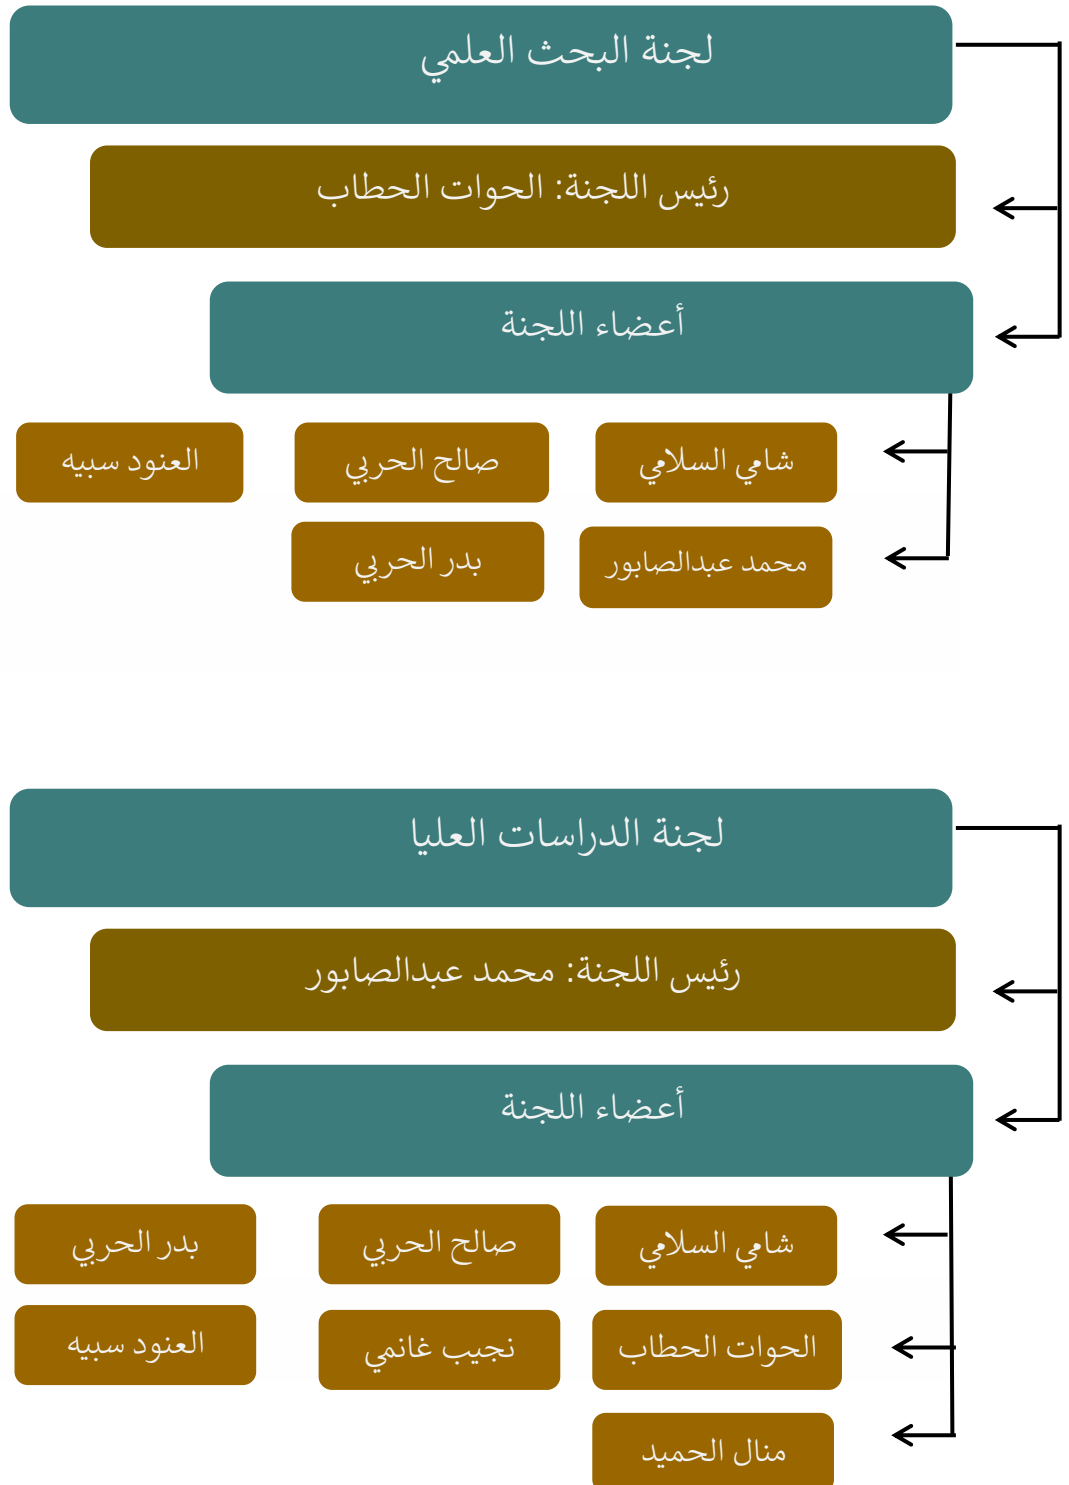 لجنة البحث العلمي
رئيس اللجنة: الحوات الحطاب
أعضاء اللجنة
شامي السلامي
صالح الحربي
العنود سبيه
محمد عبدالصابور
بدر الحربي
لجنة الدراسات العليا
رئيس اللجنة: محمد عبدالصابور
أعضاء اللجنة
شامي السلامي
صالح الحربي
بدر الحربي
الحوات الحطاب
نجيب غانمي
العنود سبيه
منال الحميد